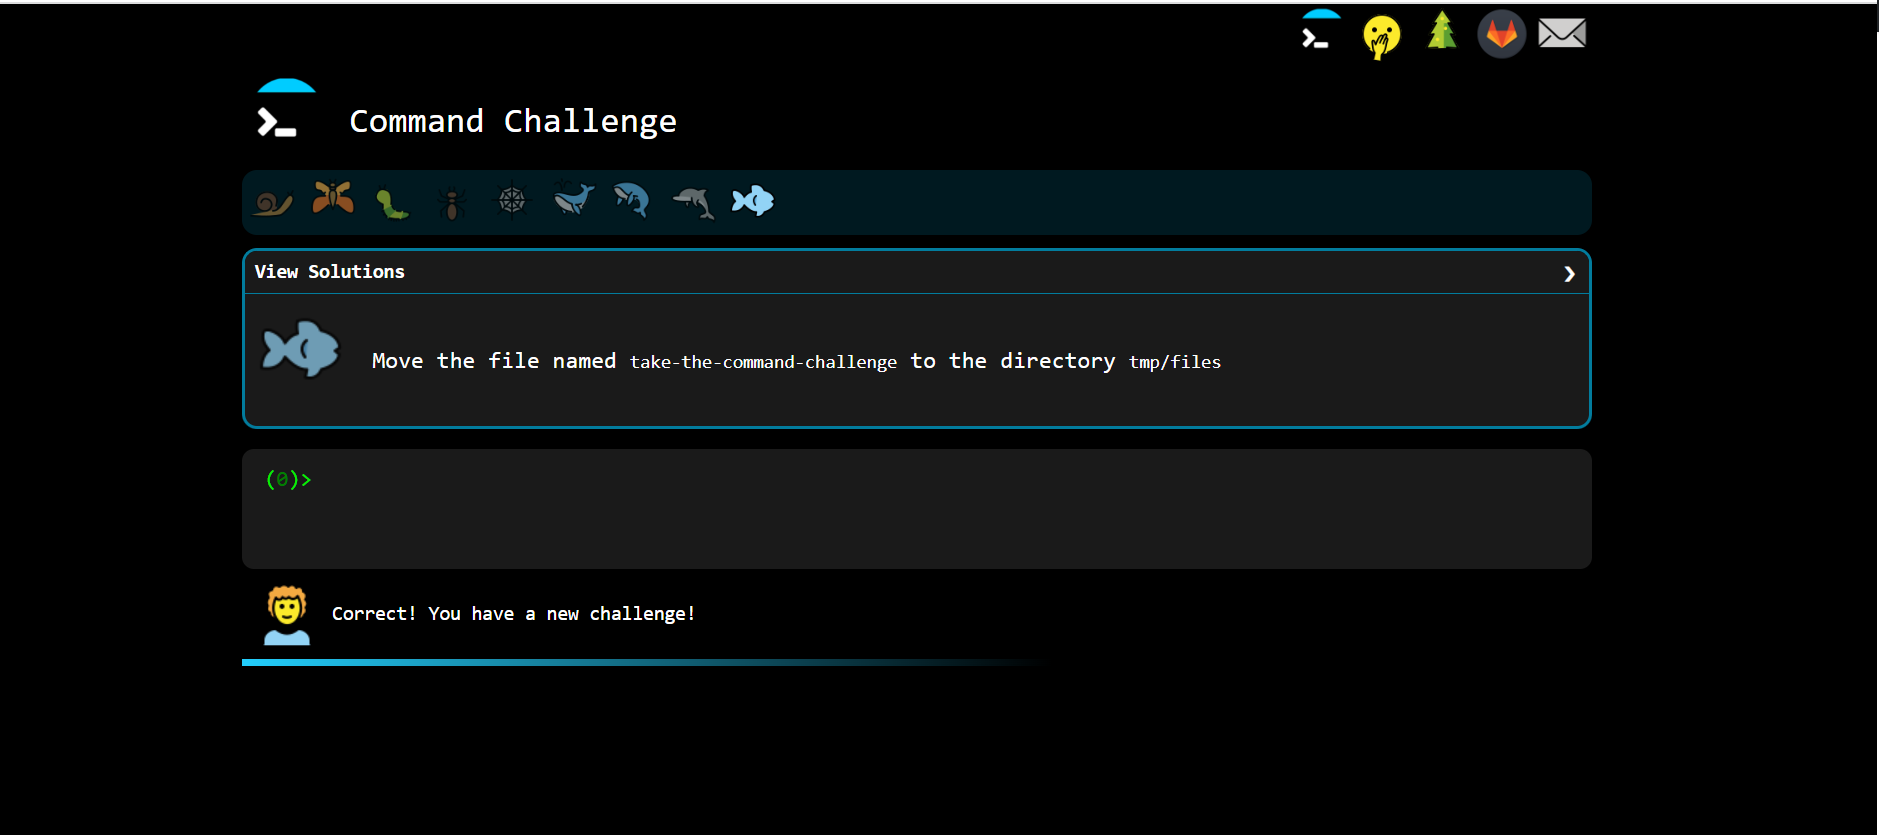 Command Challenge
View Solutions
Move the file named take-the-command-challenge to the directory tmp/files
(0)>
Correct! You have a new challenge!